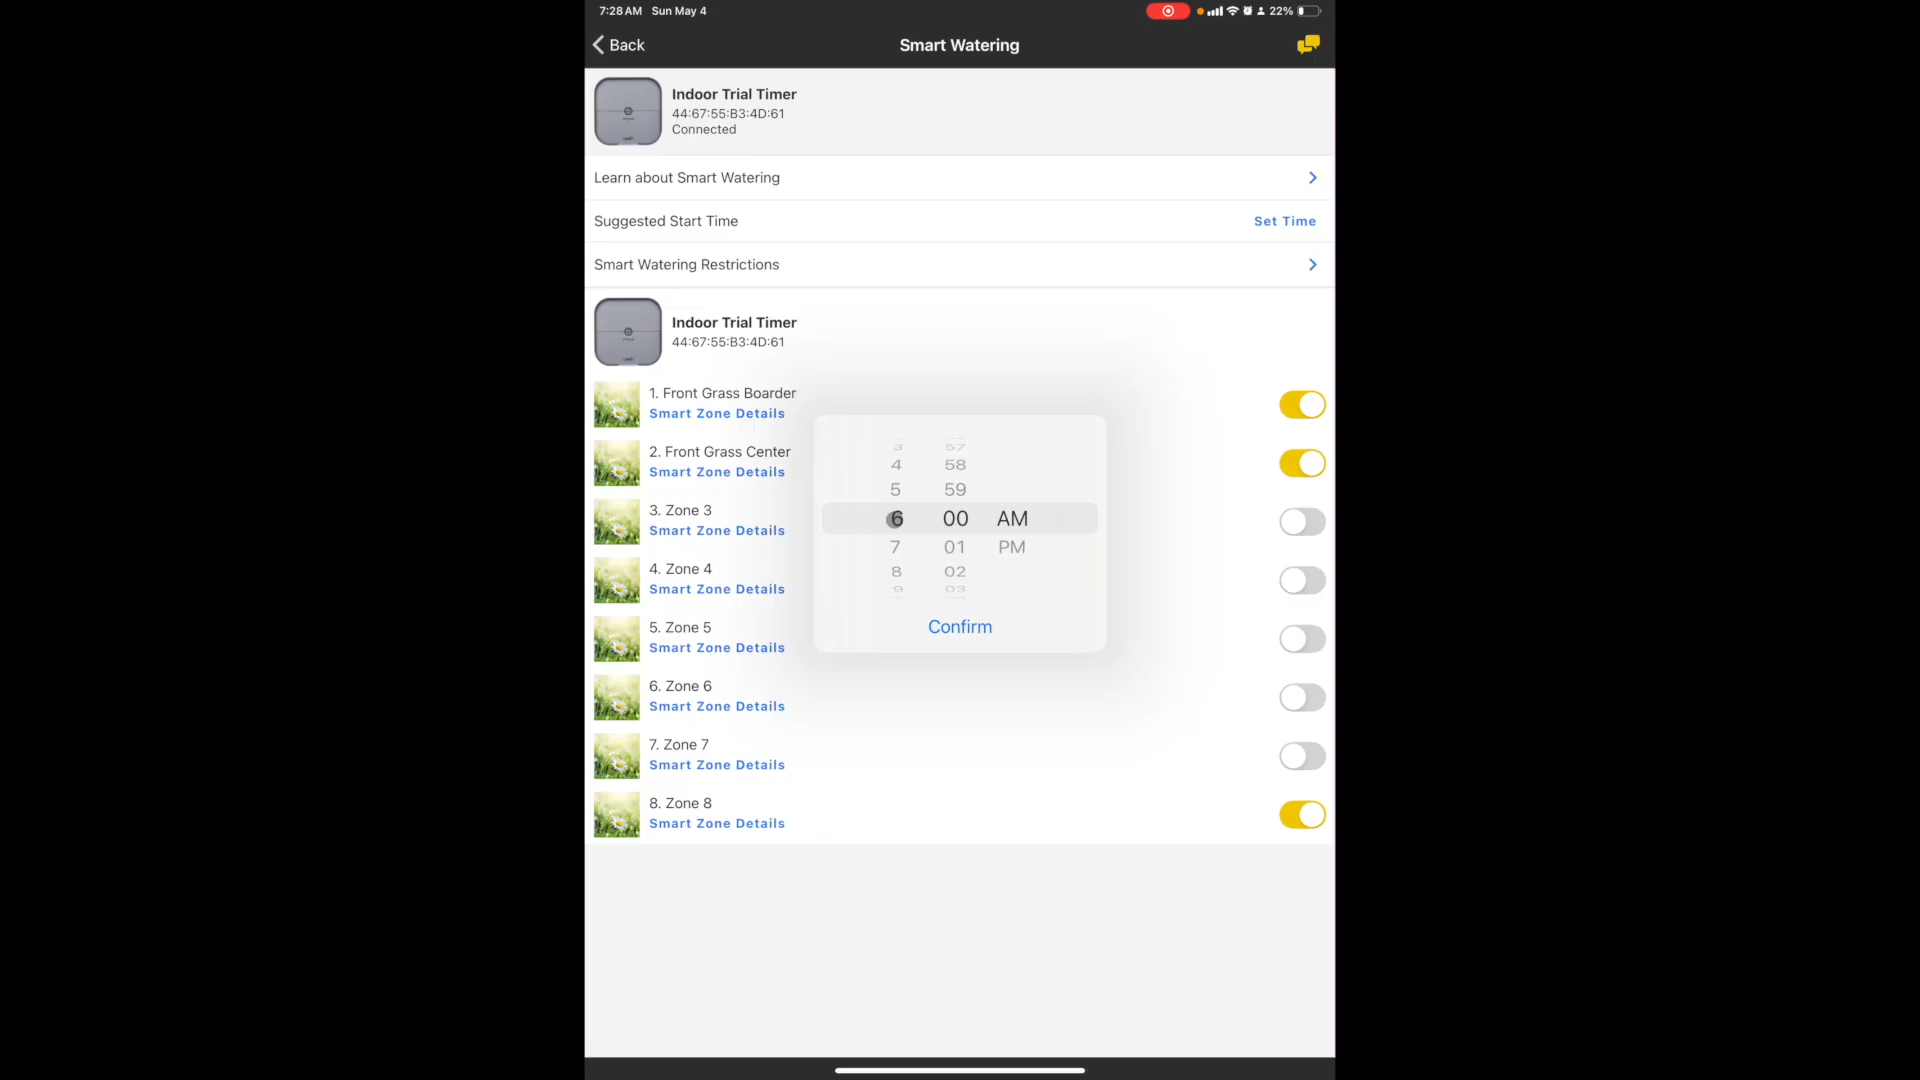 7:28 AM Sun May 4
22%
Back
Smart Watering
Indoor Trial Timer
44:67:55:B3:4D:61
Connected
Learn about Smart Watering
Suggested Start Time
Set Time
Smart Watering Restrictions
Indoor Trial Timer
44:67:55:B3:4D:61
1. Front Grass Boarder
Smart Zone Details
2. Front Grass Center
Smart Zone Details
3. Zone 3
Smart Zone Details
4. Zone 4
Smart Zone Details
5. Zone 5
Smart Zone Details
6. Zone 6
Smart Zone Details
7. Zone 7
Smart Zone Details
8. Zone 8
Smart Zone Details
3 57
4 58
5 59
6 00 AM
7 01 PM
8 02
9 03
Confirm